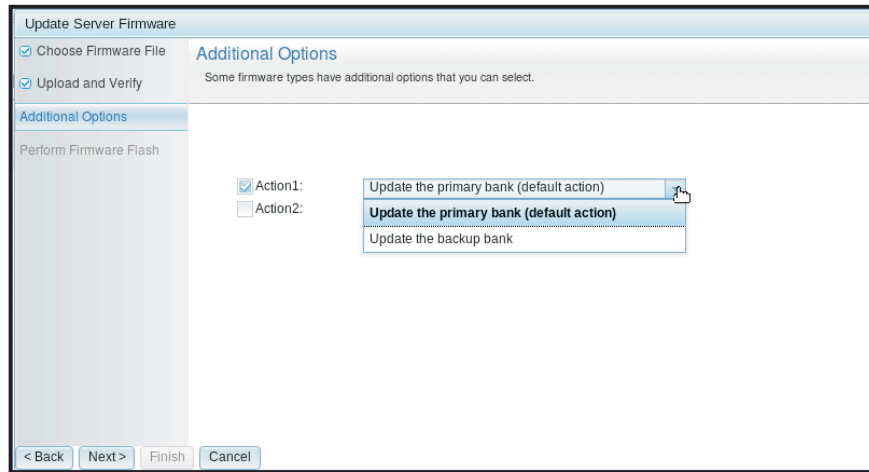 Update Server Firmware
Choose Firmware File
Upload and Verify
Additional Options
Perform Firmware Flash
Additional Options
Some firmware types have additional options that you can select.
Action1: Update the primary bank (default action)
Action2:
Update the primary bank (default action)
Update the backup bank
< Back Next > Finish Cancel